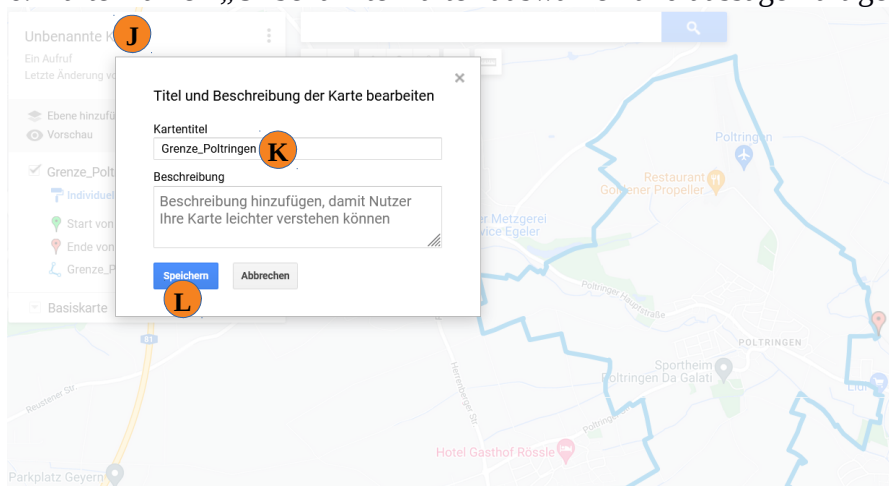 Unbenannte K
J
Ein Aufruf
Letzte Änderung vo
Titel und Beschreibung der Karte bearbeiten
Ebene hinzufü
Vorschau
Kartentitel
Grenze_Poltringen
K
Beschreibung
Beschreibung hinzufügen, damit Nutzer
Ihre Karte leichter verstehen können
Grenze_Polt
Individuel
Start von
Ende von
Grenze_P
Speichern
Abbrechen
L
Basiskarte
Poltringen
Restaurant
Goldener Propeller
er Metzgerei
vice Egeler
Poltringer Hauptstraße
POLTRINGEN
81
Sportheim
Poltringen Da Galati
Herrenberger Str
Reustener Str
Hotel Gasthof Rössle
Parkplatz Geyern